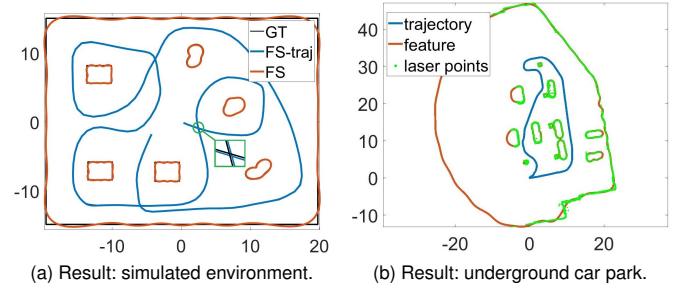 15
10
0
-10
-10
0
10
20
GT
FS-traj
FS
(a) Result: simulated environment.
40
30
20
10
0
-10
-20
0
20
trajectory
feature
laser points
(b) Result: underground car park.